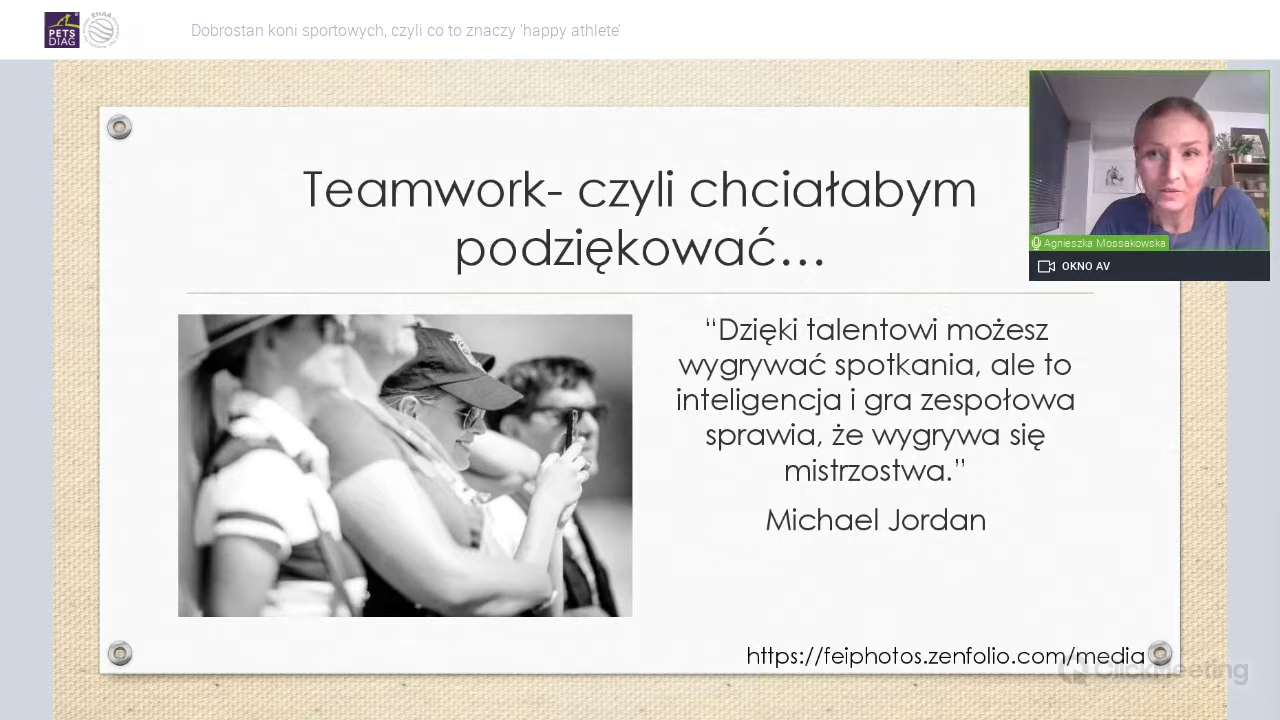 PETS
DIAG
Dobrostan koni sportowych, czyli co to znaczy 'happy athlete'
Teamwork- czyli chciałabym
podziękować…
Agnieszka Mossakowska
OKNO AV
“Dzięki talentowi możesz
wygrywać spotkania, ale to
inteligencja i gra zespołowa
sprawia, że wygrywa się
mistrzostwa.”
Michael Jordan
https://feiphotos.zenfolio.com/media
ClickMeeting